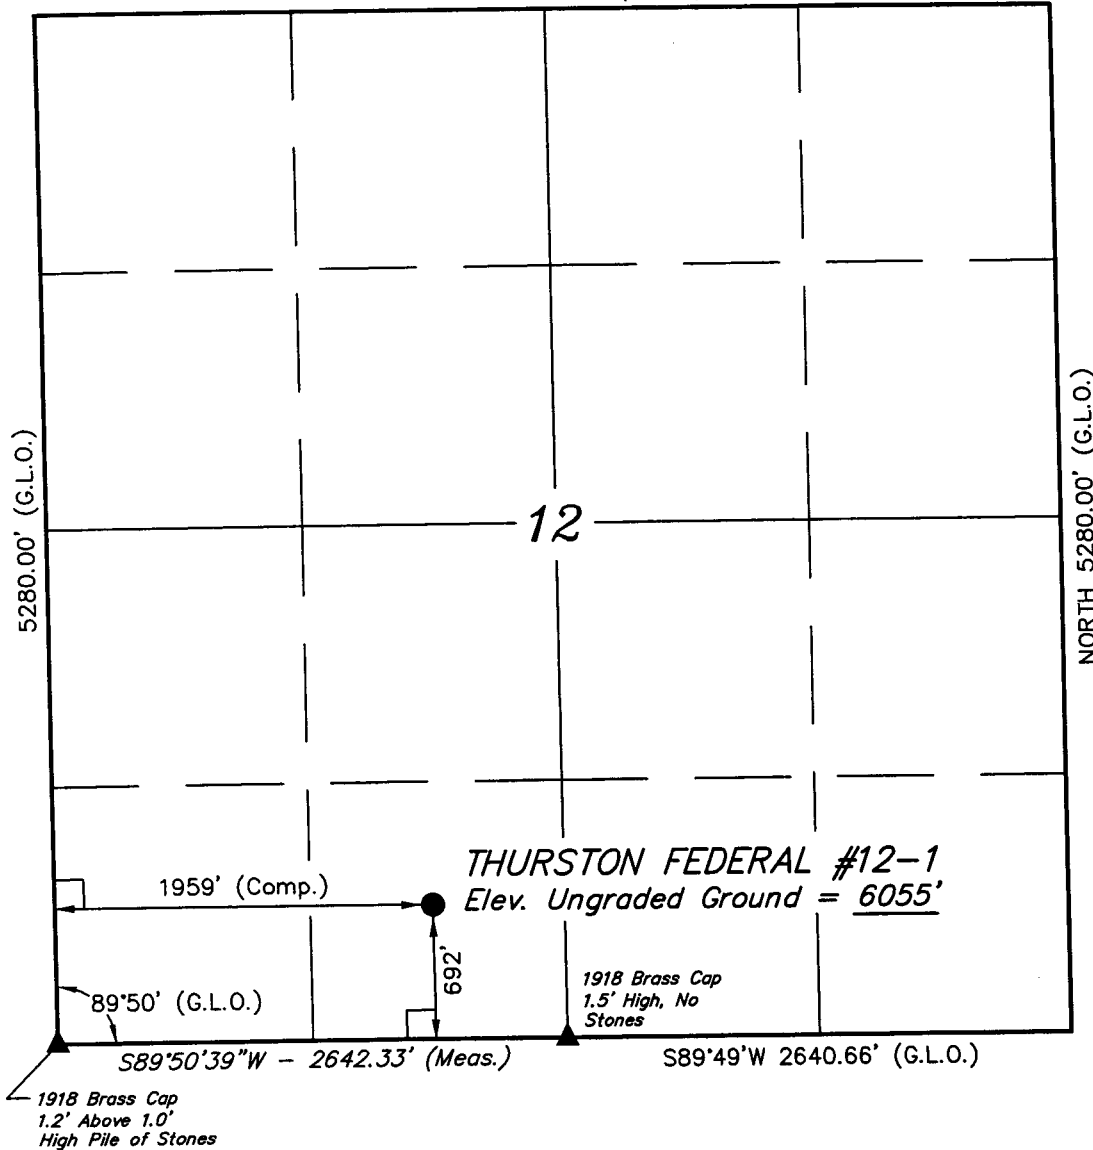 5280.00' (G.L.O.)
NORTH 5280.00' (G.L.O.)
12
THURSTON FEDERAL #12-1
Elev. Ungraded Ground = 6055'
1959' (Comp.)
692'
1918 Brass Cap
1.5' High, No
Stones
89°50' (G.L.O.)
S89°50'39"W - 2642.33' (Meas.)
S89°49'W 2640.66' (G.L.O.)
1918 Brass Cap
1.2' Above 1.0'
High Pile of Stones